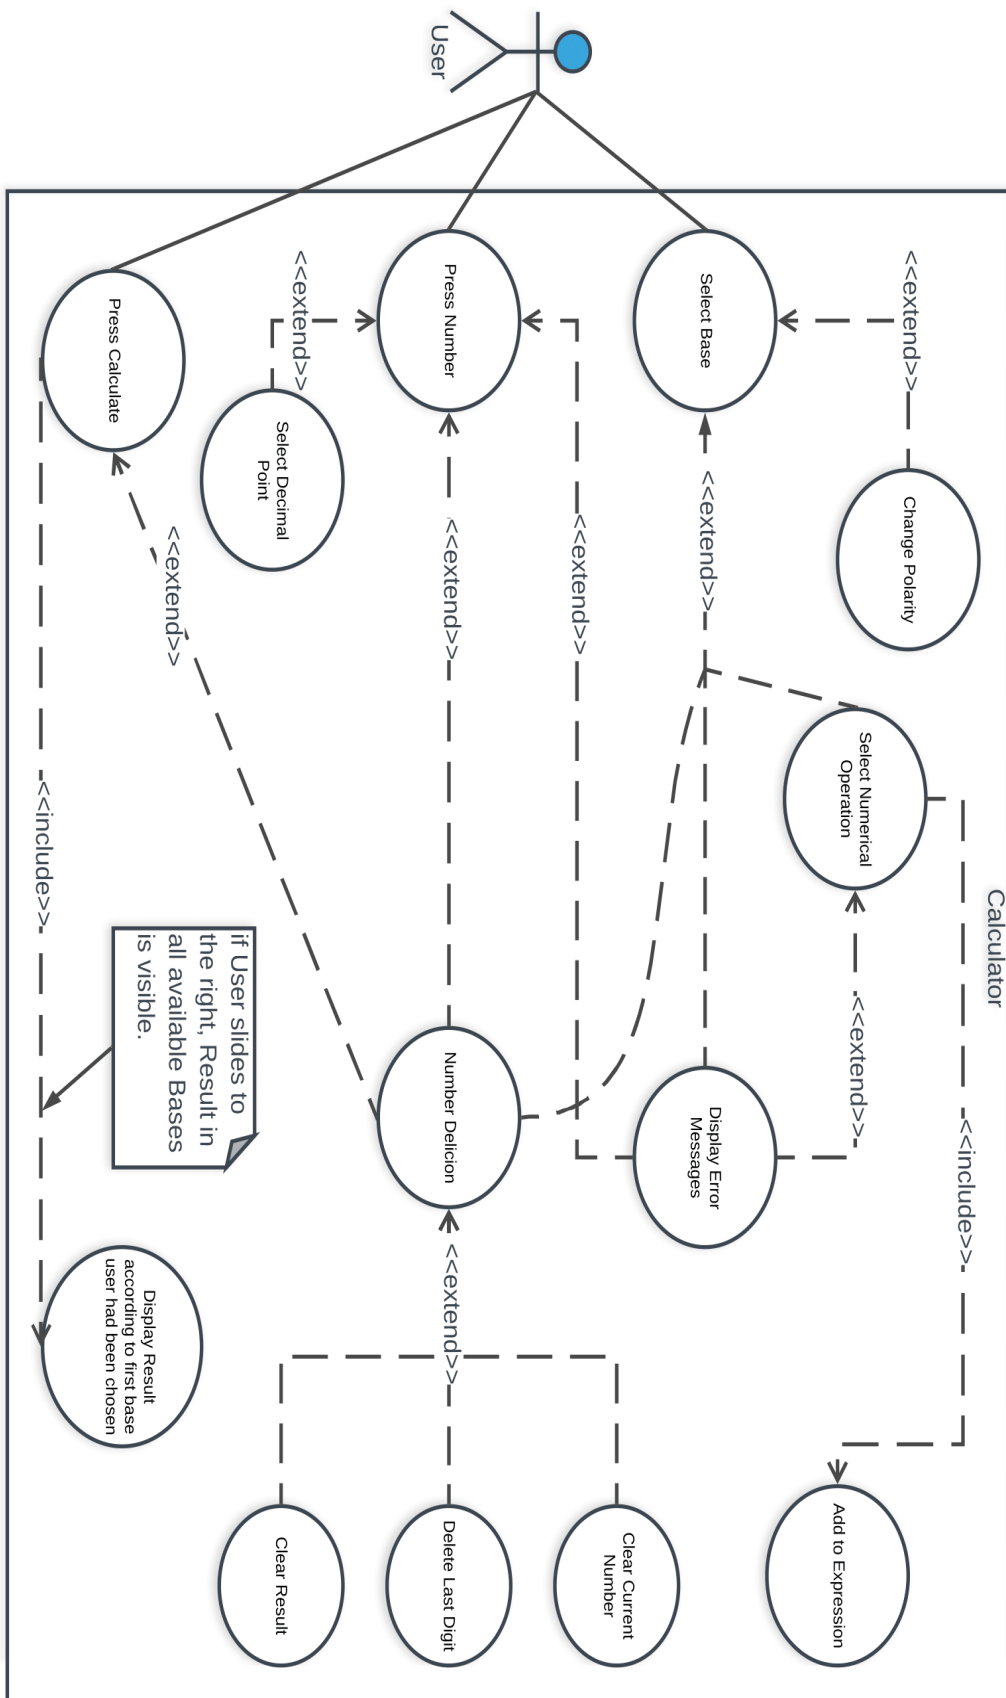 Calculator
User
<<extend>>
Change Polarity
Select Base
<<extend>>
Select Numerical
Operation
<<include>>
<<extend>>
Display Error
Messages
Add to Expression
<<extend>>
Press Number
<<extend>>
Number Delicion
<<extend>>
Clear Current
Number
Delete Last Digit
Clear Result
<<extend>>
Select Decimal
Point
Press Calculate
<<extend>>
<<include>>
if User slides to
the right, Result in
all available Bases
is visible.
Display Result
according to first base
user had been chosen